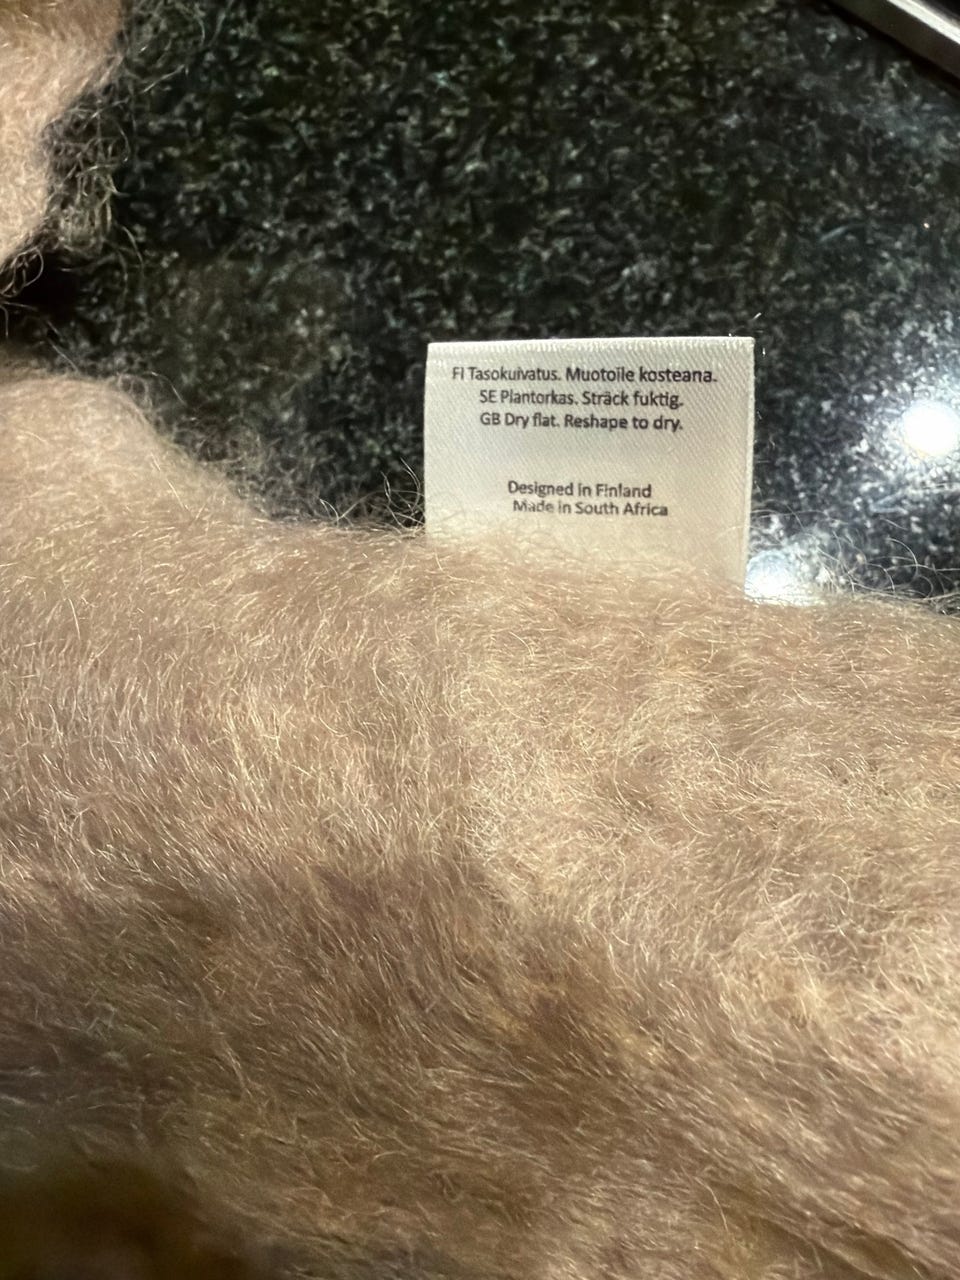 FI Tasokuivatus. Muotoile kosteana.
SE Plantorkas. Sträck fuktig.
GB Dry flat. Reshape to dry.
Designed in Finland
Made in South Africa